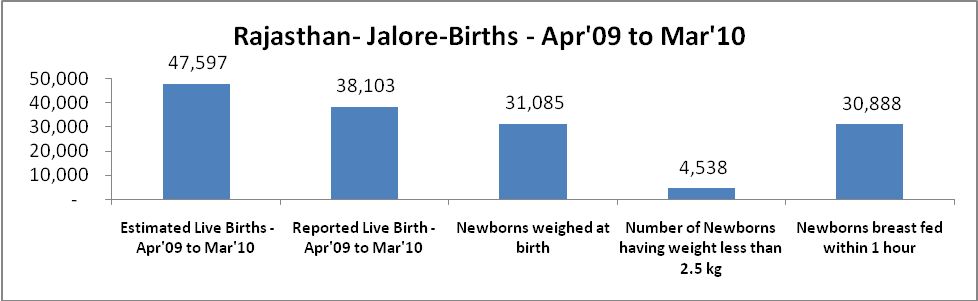 Rajasthan- Jalore-Births - Apr'09 to Mar'10
47,597
38,103
31,085
4,538
30,888
50,000
40,000
30,000
20,000
10,000
-
Estimated Live Births -
Apr'09 to Mar'10
Reported Live Birth -
Apr'09 to Mar'10
Newborns weighed at
birth
Number of Newborns
having weight less than
2.5 kg
Newborns breast fed
within 1 hour